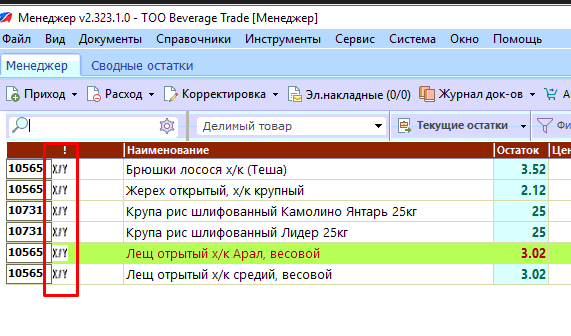 Менеджер v2.323.1.0 - ТОО Beverage Trade [Менеджер]
Файл Вид Документы Справочники Инструменты Сервис Система Окно Помощь
Менеджер Сводные остатки
Приход Расход Корректировка Эл.накладные (0/0) Журнал док-ов
Делимый товар Текущие остатки Фи
! Наименование Остаток Цен
10565 X/Y Брюшки лосося х/к (Теша) 3.52
10565 X/Y Жерех открытый, х/к крупный 2.12
10731 X/Y Крупа рис шлифованный Камолино Янтарь 25кг 25
10731 X/Y Крупа рис шлифованный Лидер 25кг 25
10565 X/Y Лещ отрытый х/к Арал, весовой 3.02
10565 X/Y Лещ отрытый х/к средий, весовой 3.02